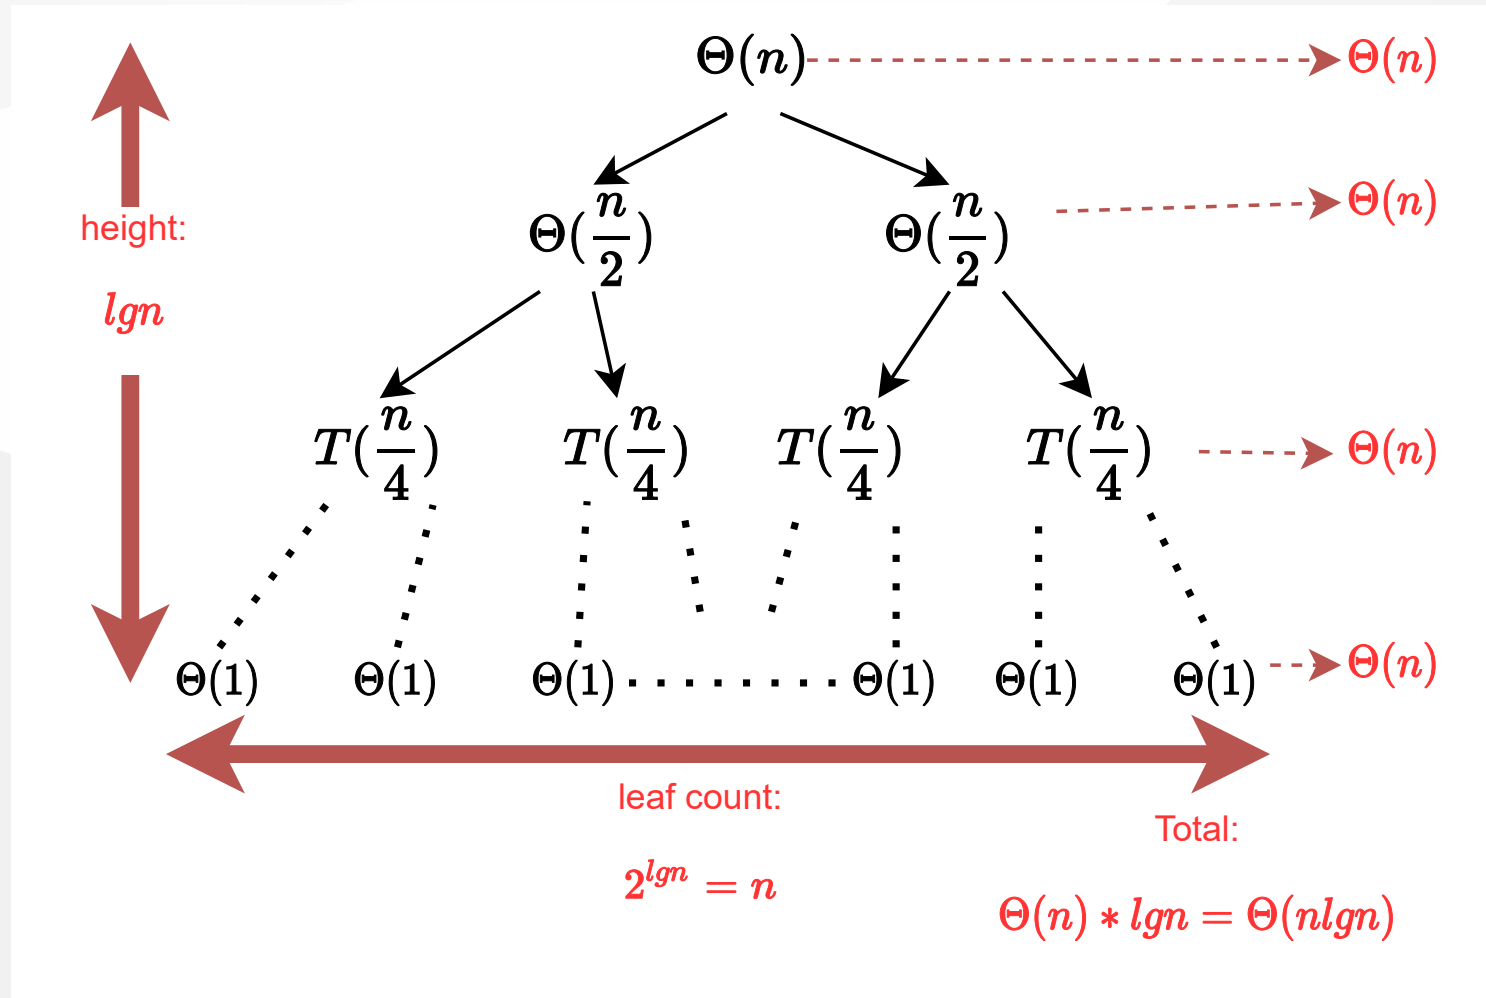 Θ(n) Θ(n)
Θ(n/2) Θ(n/2) Θ(n)
height:
lgn
T(n/4) T(n/4) T(n/4) T(n/4) Θ(n)
Θ(1) Θ(1) Θ(1) Θ(1) Θ(1) Θ(1) Θ(n)
leaf count:
2^{lgn} = n
Total:
Θ(n) * lgn = Θ(nlgn)